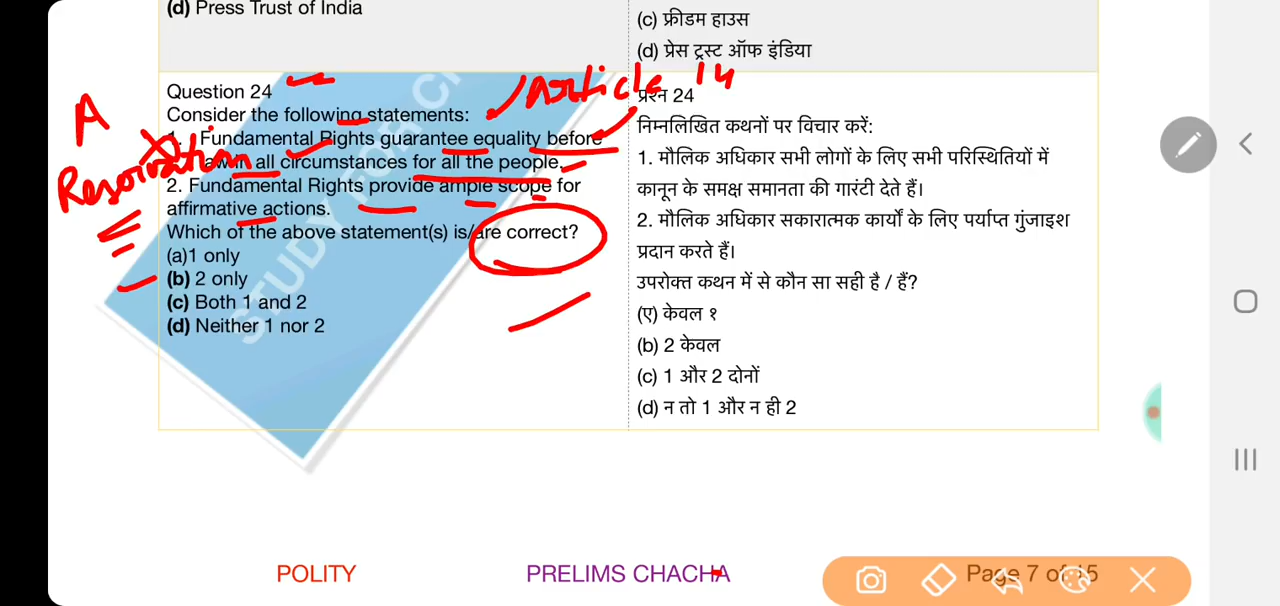 (d) Press Trust of India
(c) फ्रीडम हाउस
(d) प्रेस ट्रस्ट ऑफ इंडिया
Article 14
A
Question 24
Consider the following statements:
1. Fundamental Rights guarantee equality before
law in all circumstances for all the people.
2. Fundamental Rights provide ample scope for
affirmative actions.
Which of the above statement(s) is/are correct?
(a)1 only
(b) 2 only
(c) Both 1 and 2
(d) Neither 1 nor 2
प्रश्न 24
निम्नलिखित कथनों पर विचार करें:
1. मौलिक अधिकार सभी लोगों के लिए सभी परिस्थितियों में
कानून के समक्ष समानता की गारंटी देते हैं।
2. मौलिक अधिकार सकारात्मक कार्यों के लिए पर्याप्त गुंजाइश
प्रदान करते हैं।
उपरोक्त कथन में से कौन सा सही है / हैं?
(ए) केवल १
(b) 2 केवल
(c) 1 और 2 दोनों
(d) न तो 1 और न ही 2
STUDY FOR
POLITY
PRELIMS CHACHA
Page 7 of 15